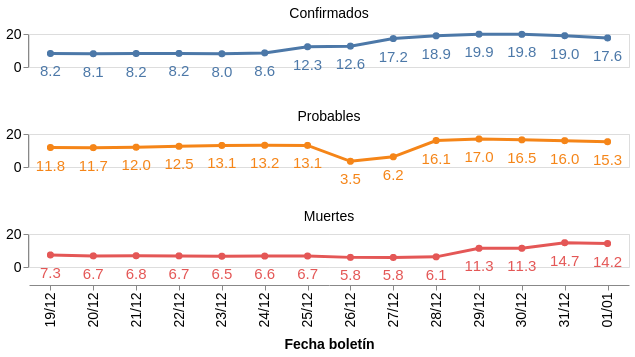 Confirmados
20
0
8.2 8.1 8.2 8.2 8.0 8.6 12.3 12.6 17.2 18.9 19.9 19.8 19.0 17.6
Probables
20
0
11.8 11.7 12.0 12.5 13.1 13.2 13.1 3.5 6.2 16.1 17.0 16.5 16.0 15.3
Muertes
20
0
7.3 6.7 6.8 6.7 6.5 6.6 6.7 5.8 5.8 6.1 11.3 11.3 14.7 14.2
19/12 20/12 21/12 22/12 23/12 24/12 25/12 26/12 27/12 28/12 29/12 30/12 31/12 01/01
Fecha boletín